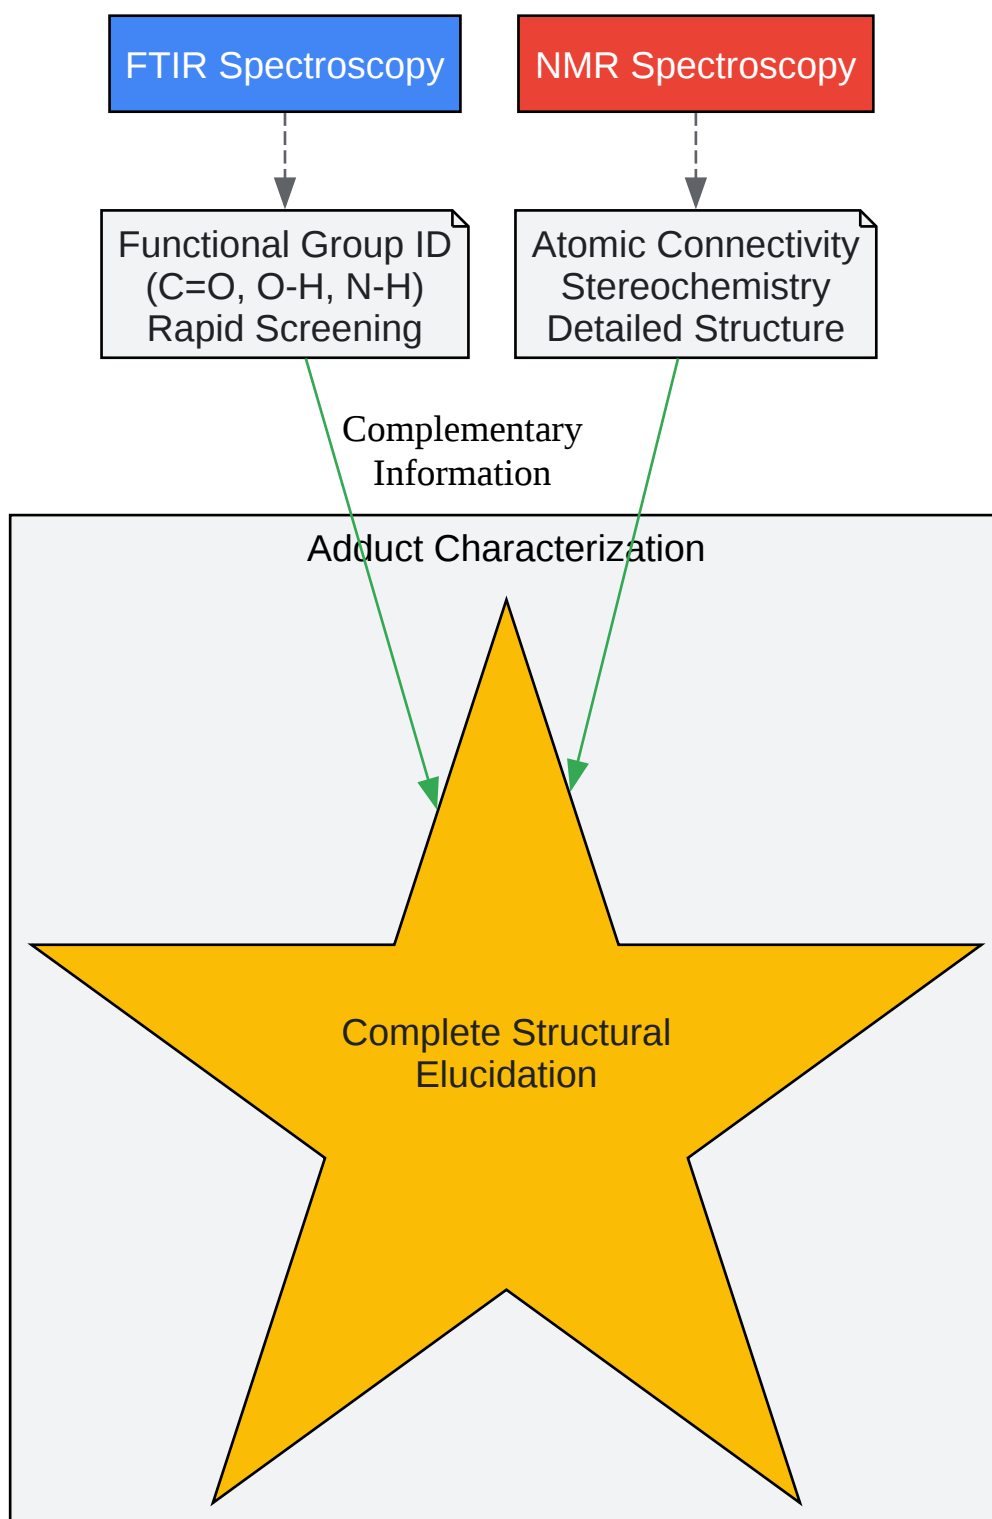 FTIR Spectroscopy
NMR Spectroscopy
Functional Group ID
(C=O, O-H, N-H)
Rapid Screening
Atomic Connectivity
Stereochemistry
Detailed Structure
Complementary
Information
Adduct Characterization
Complete Structural
Elucidation